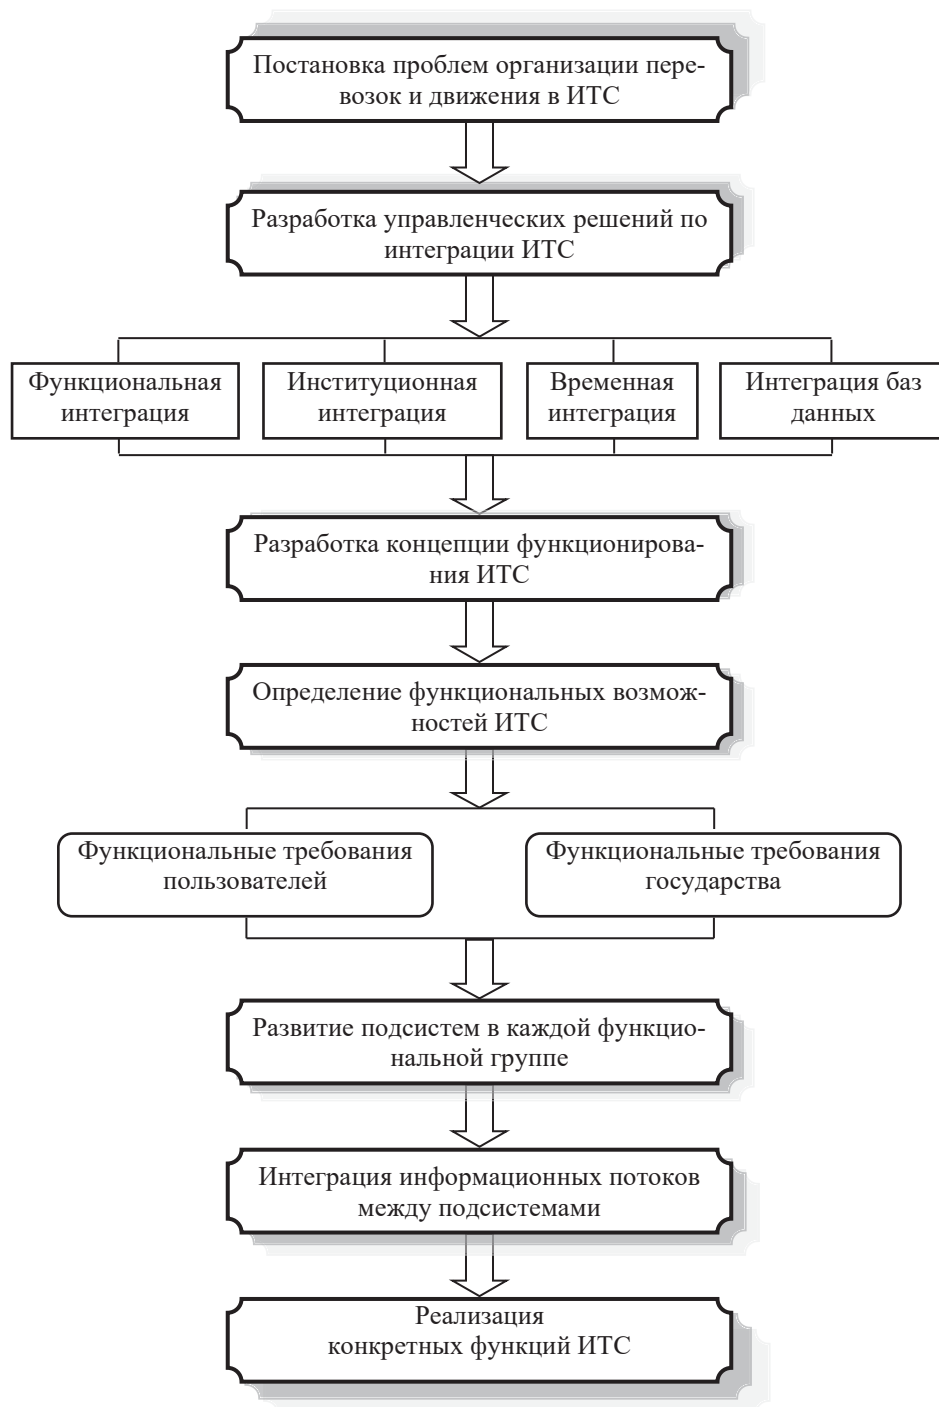 Постановка проблем организации пере-
возок и движения в ИТС
Разработка управленческих решений по
интеграции ИТС
Функциональная
интеграция
Институционная
интеграция
Временная
интеграция
Интеграция баз
данных
Разработка концепции функционирова-
ния ИТС
Определение функциональных возмож-
ностей ИТС
Функциональные требования
пользователей
Функциональные требования
государства
Развитие подсистем в каждой функцио-
нальной группе
Интеграция информационных потоков
между подсистемами
Реализация
конкретных функций ИТС